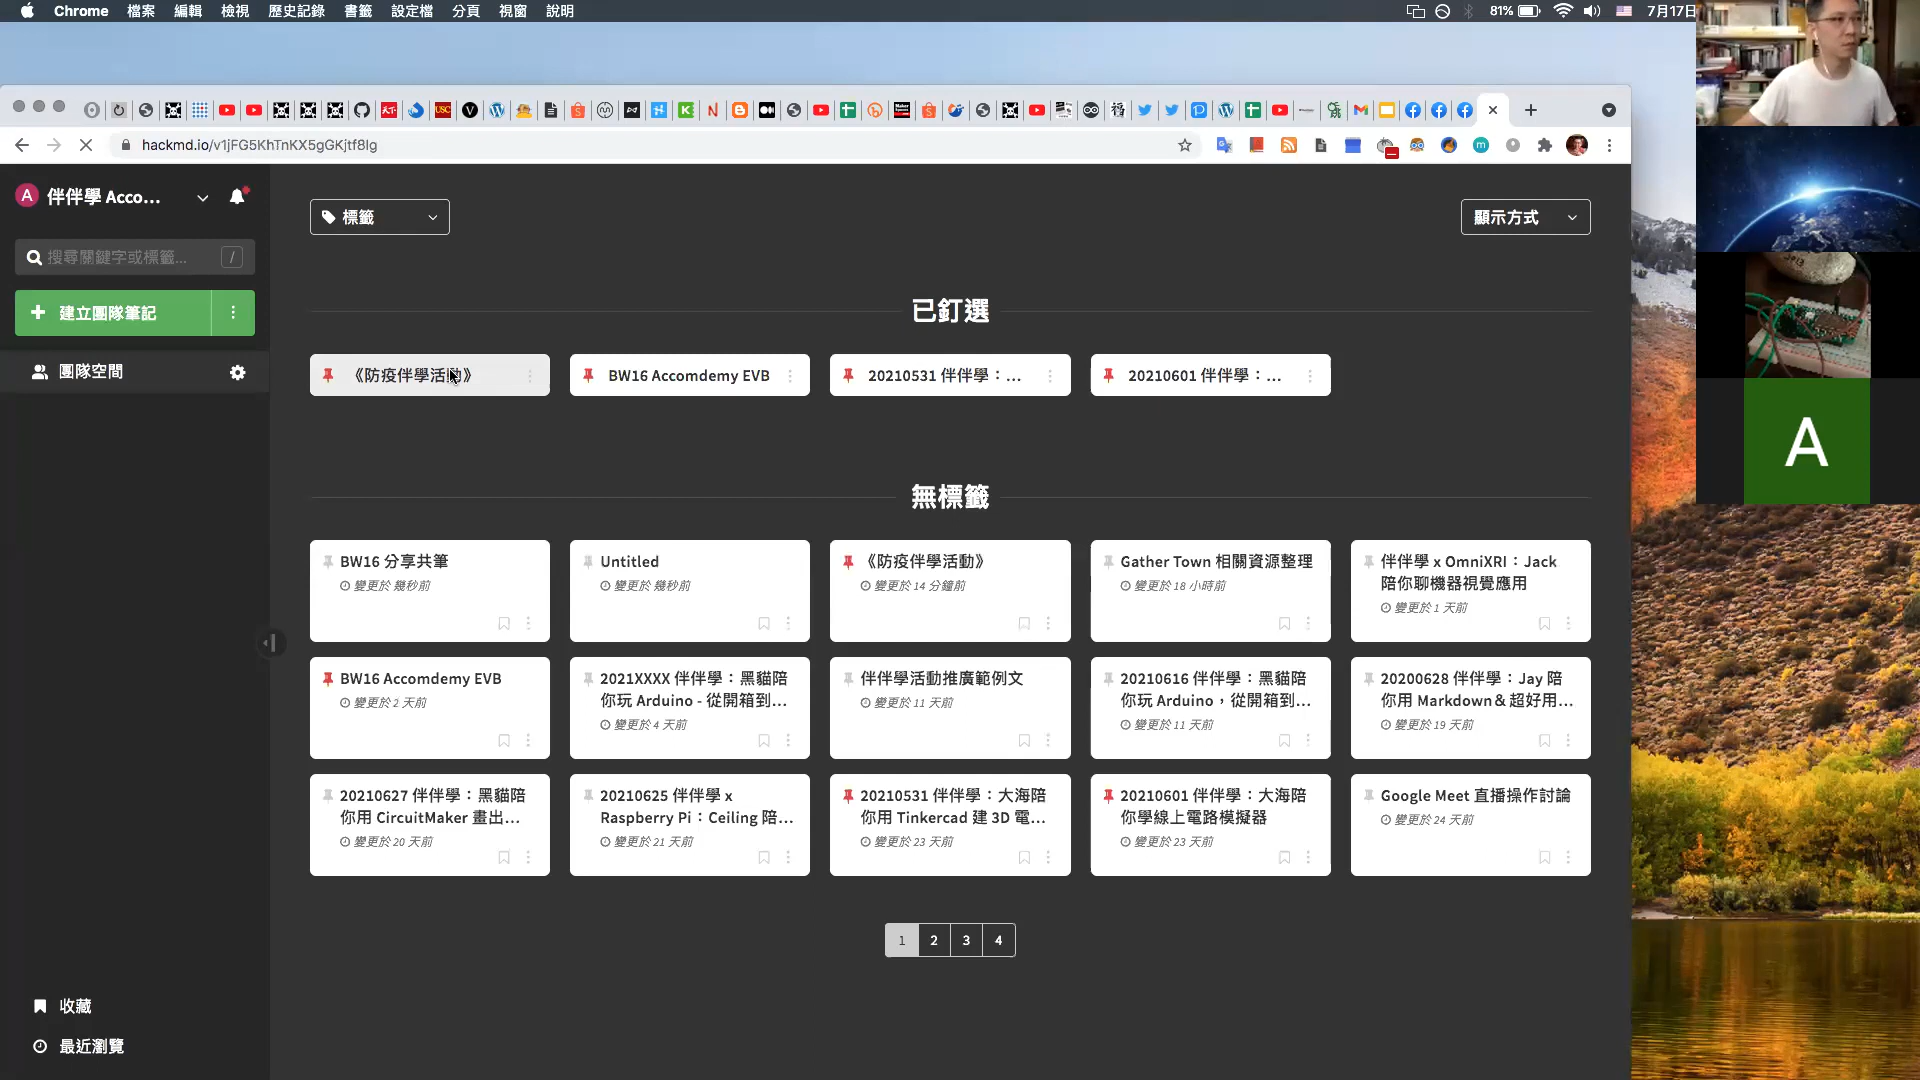 Chrome 檔案 編輯 檢視 歷史記錄 書籤 設定檔 分頁 視窗 說明 81% 7月17日
hackmd.io/v1jFG5KhTnKX5gGKjtf8lg
A 伴伴學 Acco...
搜尋關鍵字或標籤... /
建立團隊筆記
團隊空間
標籤
顯示方式
已釘選
《防疫伴學活動》
BW16 Accomdemy EVB
20210531 伴伴學：...
20210601 伴伴學：...
無標籤
BW16 分享共筆
變更於 幾秒前
Untitled
變更於 幾秒前
《防疫伴學活動》
變更於 14 分鐘前
Gather Town 相關資源整理
變更於 18 小時前
伴伴學 x OmniXRI：Jack
陪你聊機器視覺應用
變更於 1 天前
BW16 Accomdemy EVB
變更於 2 天前
2021XXXX 伴伴學：黑貓陪
你玩 Arduino - 從開箱到...
變更於 4 天前
伴伴學活動推廣範例文
變更於 11 天前
20210616 伴伴學：黑貓陪
你玩 Arduino，從開箱到...
變更於 11 天前
20200628 伴伴學：Jay 陪
你用 Markdown＆超好用...
變更於 19 天前
20210627 伴伴學：黑貓陪
你用 CircuitMaker 畫出...
變更於 20 天前
20210625 伴伴學 x
Raspberry Pi：Ceiling 陪...
變更於 21 天前
20210531 伴伴學：大海陪
你用 Tinkercad 建 3D 電...
變更於 23 天前
20210601 伴伴學：大海陪
你學線上電路模擬器
變更於 23 天前
Google Meet 直播操作討論
變更於 24 天前
1 2 3 4
收藏
最近瀏覽
A